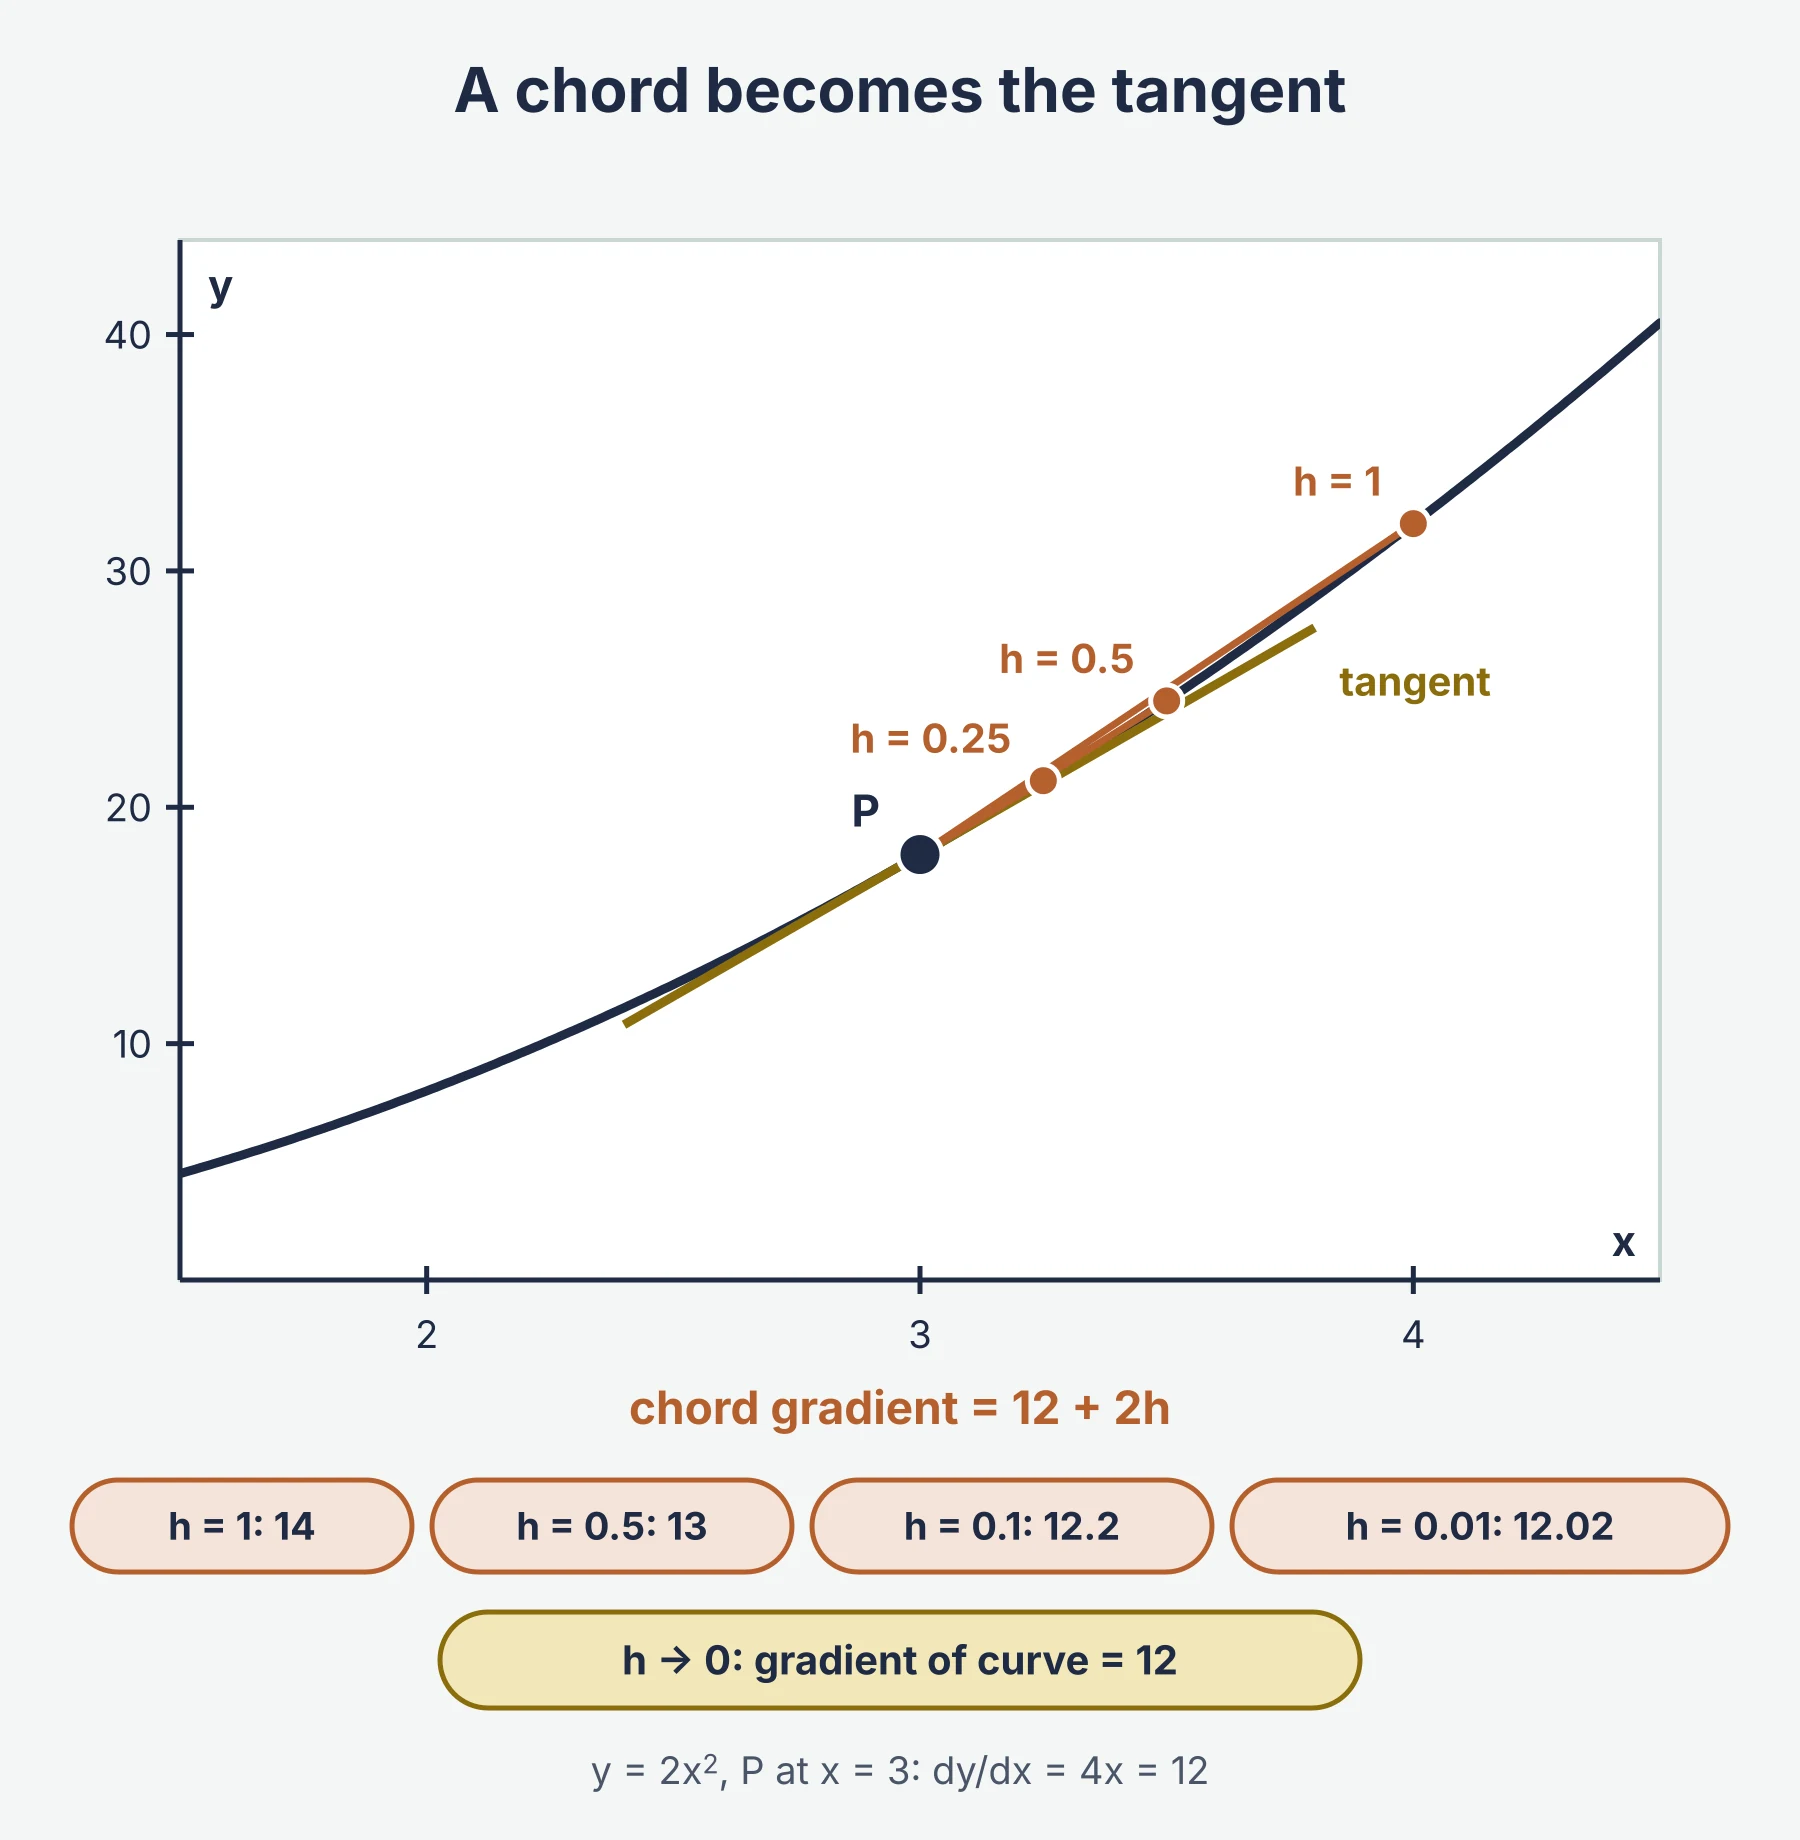 A chord becomes the tangent
y
40
h = 1
30
h = 0.5
tangent
h = 0.25
20
P
10
x
2 3 4
chord gradient = 12 + 2h
h = 1: 14
h = 0.5: 13
h = 0.1: 12.2
h = 0.01: 12.02
h → 0: gradient of curve = 12
y = 2x², P at x = 3: dy/dx = 4x = 12